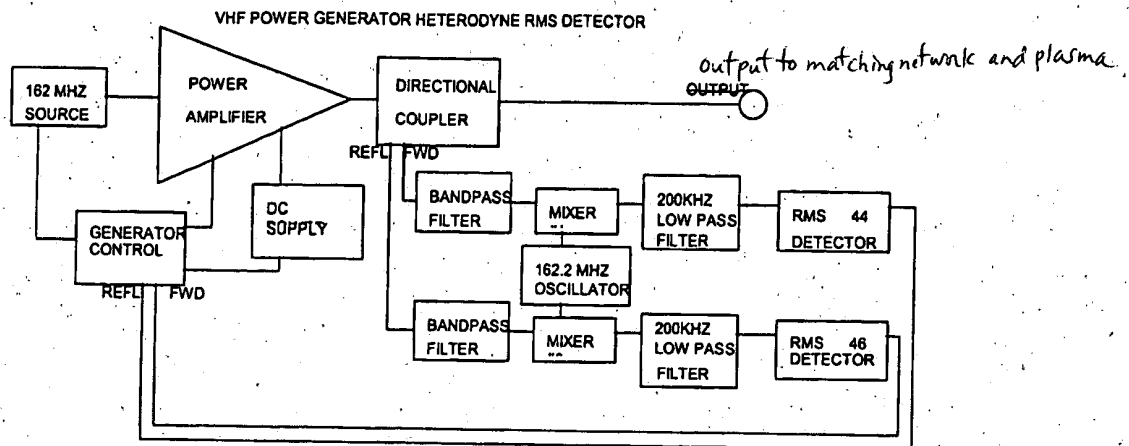 VHF POWER GENERATOR HETERODYNE RMS DETECTOR
output to matching network and plasma
OUTPUT
162 MHZ
SOURCE
POWER
AMPLIFIER
DIRECTIONAL
COUPLER
REFL FWD
BANDPASS
FILTER
MIXER
200KHZ
LOW PASS
FILTER
RMS 44
DETECTOR
DC
SUPPLY
GENERATOR
CONTROL
REFL FWD
162.2 MHZ
OSCILLATOR
BANDPASS
FILTER
MIXER
200KHZ
LOW PASS
FILTER
RMS 46
DETECTOR